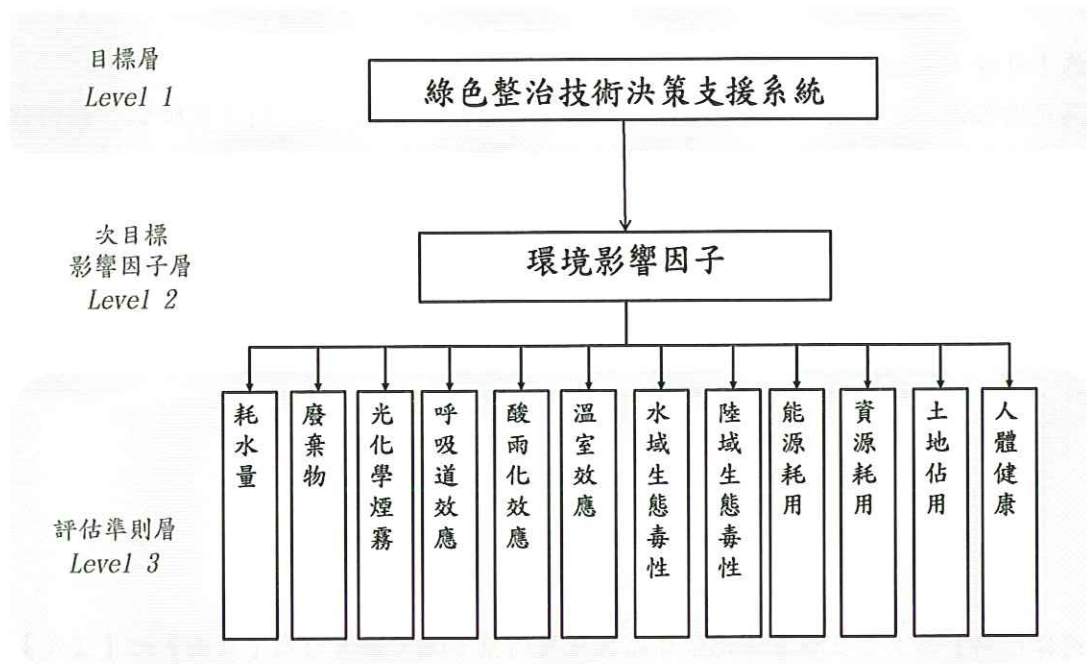 目標層
Level 1
綠色整治技術決策支援系統
次目標
影響因子層
Level 2
環境影響因子
評估準則層
Level 3
耗水量
廢棄物
光化學煙霧
呼吸道效應
酸雨化效應
溫室效應
水域生態毒性
陸域生態毒性
能源耗用
資源耗用
土地佔用
人體健康